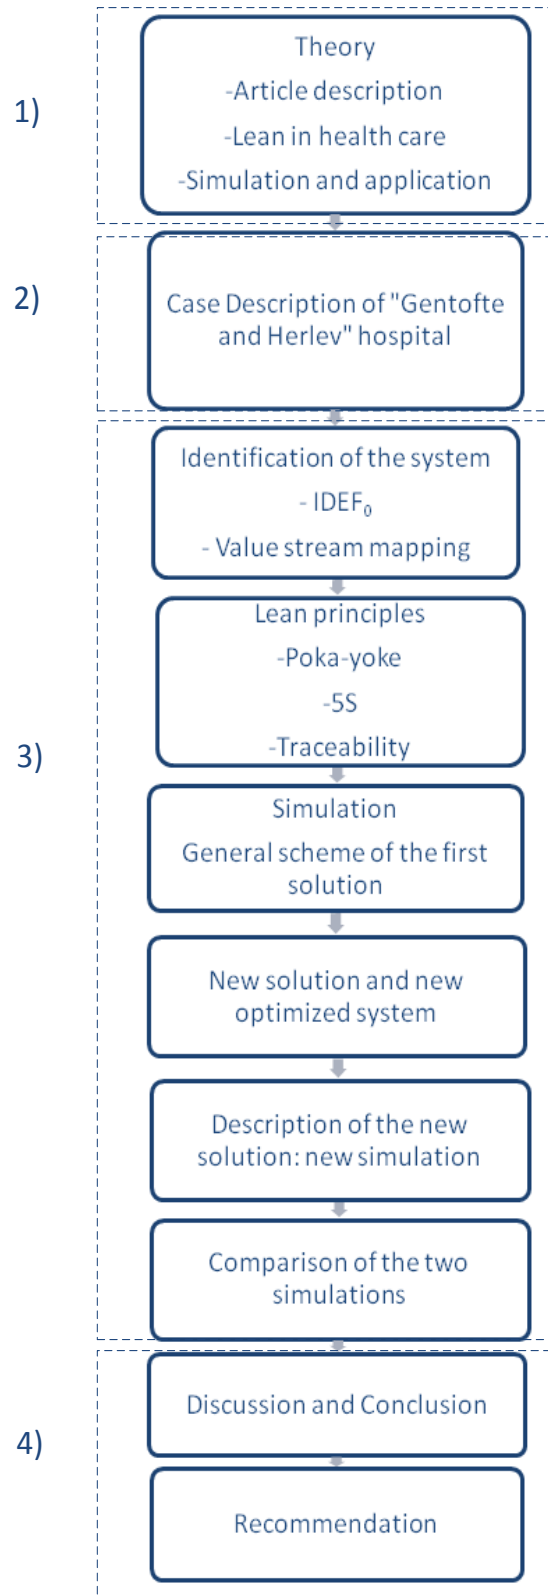 1)
Theory
-Article description
-Lean in health care
-Simulation and application
2)
Case Description of "Gentofte
and Herlev" hospital
3)
Identification of the system
- IDEF₀
- Value stream mapping
Lean principles
-Poka-yoke
-5S
-Traceability
Simulation
General scheme of the first
solution
New solution and new
optimized system
Description of the new
solution: new simulation
Comparison of the two
simulations
4)
Discussion and Conclusion
Recommendation